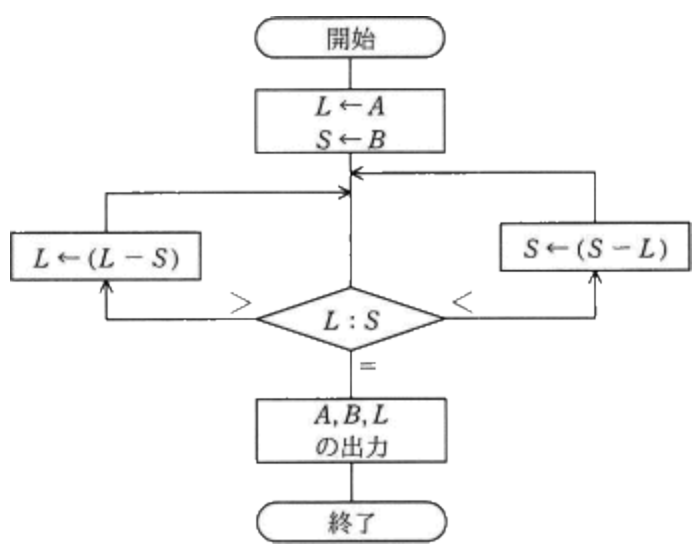 開始
L ← A
S ← B
L ← (L − S)
S ← (S − L)
>
L : S
<
=
A, B, L
の出力
終了